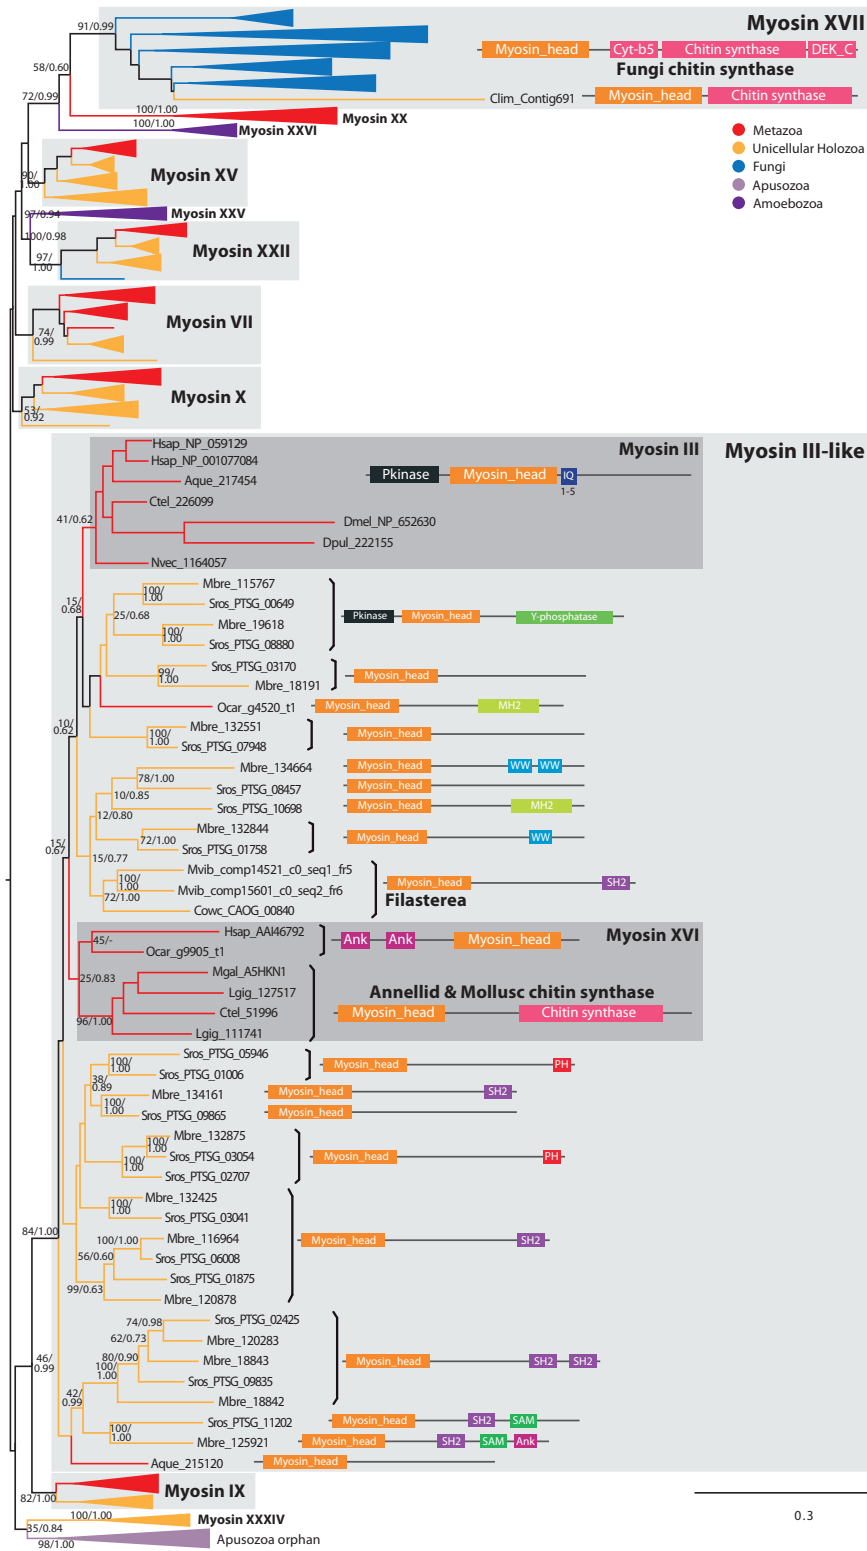 91/0.99
Myosin XVII
Myosin_head
Cyt-b5
Chitin synthase
DEK_C
Fungi chitin synthase
58/0.60
Clim_Contig691
Myosin_head
Chitin synthase
72/0.99
100/1.00
Myosin XX
100/1.00
Myosin XXVI
Metazoa
Unicellular Holozoa
Fungi
Apusozoa
Amoebozoa
90/
1.00
Myosin XV
97/0.94
Myosin XXV
100/0.98
Myosin XXII
97/
1.00
Myosin VII
74/
0.99
Myosin X
53/
0.92
Myosin III-like
Myosin III
Hsap_NP_059129
Hsap_NP_001077084
Aque_217454
Pkinase
Myosin_head
IQ
1-5
Ctel_226099
41/0.62
Dmel_NP_652630
Dpul_222155
Nvec_1164057
15/
0.68
Mbre_115767
100/
1.00
Sros_PTSG_00649
25/0.68
Mbre_19618
100/
1.00
Sros_PTSG_08880
Pkinase
Myosin_head
Y-phosphatase
Sros_PTSG_03170
99/
1.00
Mbre_18191
Myosin_head
Ocar_g4520_t1
Myosin_head
MH2
10/
0.62
Mbre_132551
100/
1.00
Sros_PTSG_07948
Myosin_head
Mbre_134664
Myosin_head
WW
WW
78/1.00
Sros_PTSG_08457
Myosin_head
10/0.85
Sros_PTSG_10698
Myosin_head
MH2
12/0.80
Mbre_132844
72/1.00
Sros_PTSG_01758
Myosin_head
WW
15/
0.67
15/0.77
Mvib_comp14521_c0_seq1_fr5
100/
1.00
Mvib_comp15601_c0_seq2_fr6
72/1.00
Cowc_CAOG_00840
Myosin_head
SH2
Filasterea
Myosin XVI
Hsap_AAI46792
45/-
Ocar_g9905_t1
Ank
Ank
Myosin_head
25/0.83
Mgal_A5HKN1
Lgig_127517
Ctel_51996
96/1.00
Lgig_111741
Annellid & Mollusc chitin synthase
Myosin_head
Chitin synthase
Sros_PTSG_05946
100/
1.00
Sros_PTSG_01006
Myosin_head
PH
38/
0.89
Mbre_134161
Myosin_head
SH2
100/
1.00
Sros_PTSG_09865
Myosin_head
Mbre_132875
100/
1.00
Sros_PTSG_03054
100/
1.00
Sros_PTSG_02707
Myosin_head
PH
Mbre_132425
100/
1.00
Sros_PTSG_03041
84/1.00
Mbre_116964
100/1.00
Sros_PTSG_06008
56/0.60
Sros_PTSG_01875
99/0.63
Mbre_120878
Myosin_head
SH2
Sros_PTSG_02425
74/0.98
Mbre_120283
62/0.73
Mbre_18843
80/0.90
100/
1.00
Sros_PTSG_09835
Mbre_18842
Myosin_head
SH2
SH2
46/
0.99
42/
0.99
Sros_PTSG_11202
Myosin_head
SH2
SAM
100/
1.00
Mbre_125921
Myosin_head
SH2
SAM
Ank
Aque_215120
Myosin_head
Myosin IX
82/1.00
100/1.00
Myosin XXXIV
35/0.84
98/1.00
Apusozoa orphan
0.3